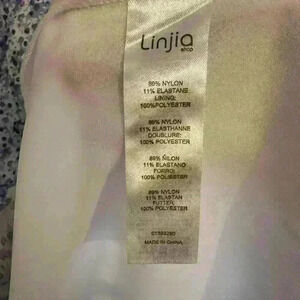 Linjia
shop
89% NYLON
11% ELASTANE
LINING:
100%POLYESTER
89% NYLON
11% ELASTHANNE
DOUBLURE:
100% POLYESTER
89% NILON
11% ELASTANO
FORRO:
100% POLIESTER
89% NYLON
11% ELASTAN
FUTTER:
100% POLYESTER
MADE IN CHINA